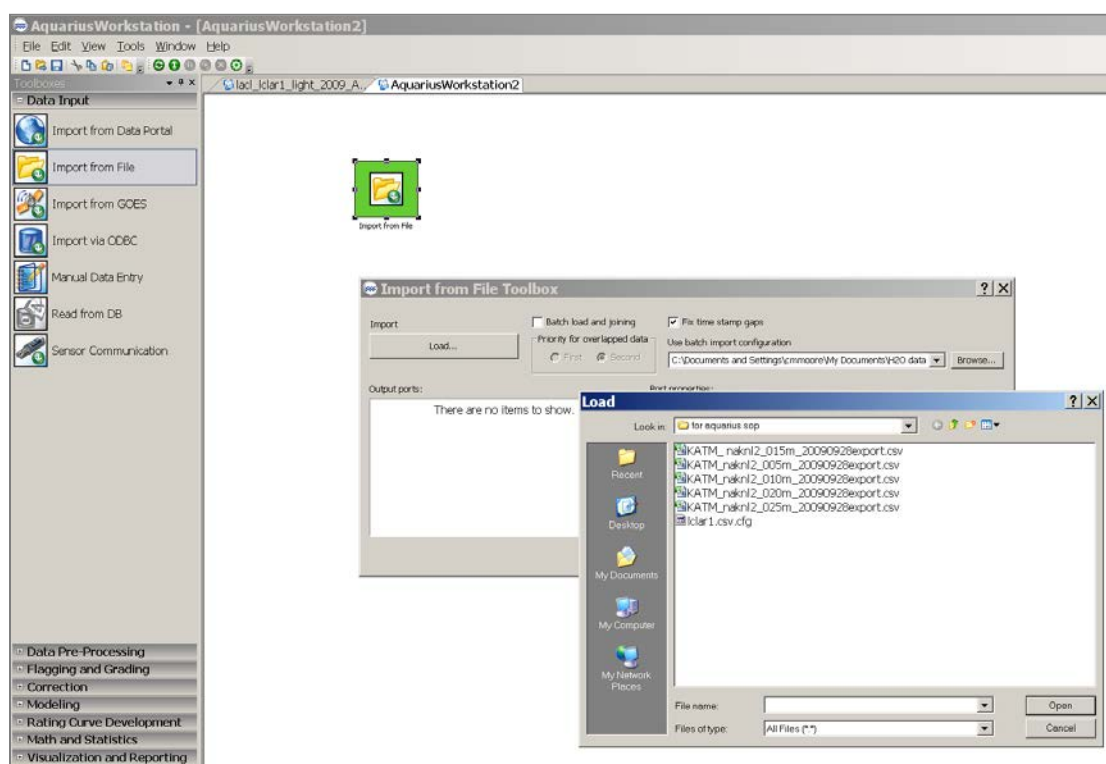 AquariusWorkstation - [AquariusWorkstation2]
File Edit View Tools Window Help
Toolboxes
lacl_lclar1_light_2009_A... AquariusWorkstation2
Data Input
Import from Data Portal
Import from File
Import from GOES
Import via ODBC
Manual Data Entry
Read from DB
Sensor Communication
Data Pre-Processing
Flagging and Grading
Correction
Modeling
Rating Curve Development
Math and Statistics
Visualization and Reporting
Import from File
Import from File Toolbox
Import
Load...
Batch load and joining
Priority for overlapped data
First Second
Fix time stamp gaps
Use batch import configuration
C:\Documents and Settings\cmmoore\My Documents\H2O data
Browse...
Output ports:
Port properties:
There are no items to show.
Load
Look in: for aquarius sop
Recent
Desktop
My Documents
My Computer
My Network
Places
KATM_ naknl2_015m_20090928export.csv
KATM_naknl2_005m_20090928export.csv
KATM_naknl2_010m_20090928export.csv
KATM_naknl2_020m_20090928export.csv
KATM_naknl2_025m_20090928export.csv
lclar1.csv.cfg
File name:
Open
Files of type: All Files (*.*)
Cancel